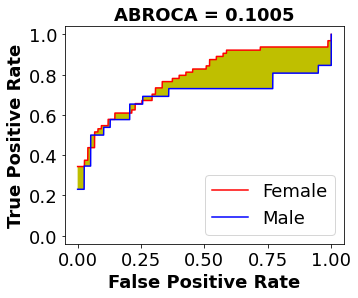 ABROCA = 0.1005
True Positive Rate
1.0
0.8
0.6
0.4
0.2
0.0
Female
Male
0.00 0.25 0.50 0.75 1.00
False Positive Rate